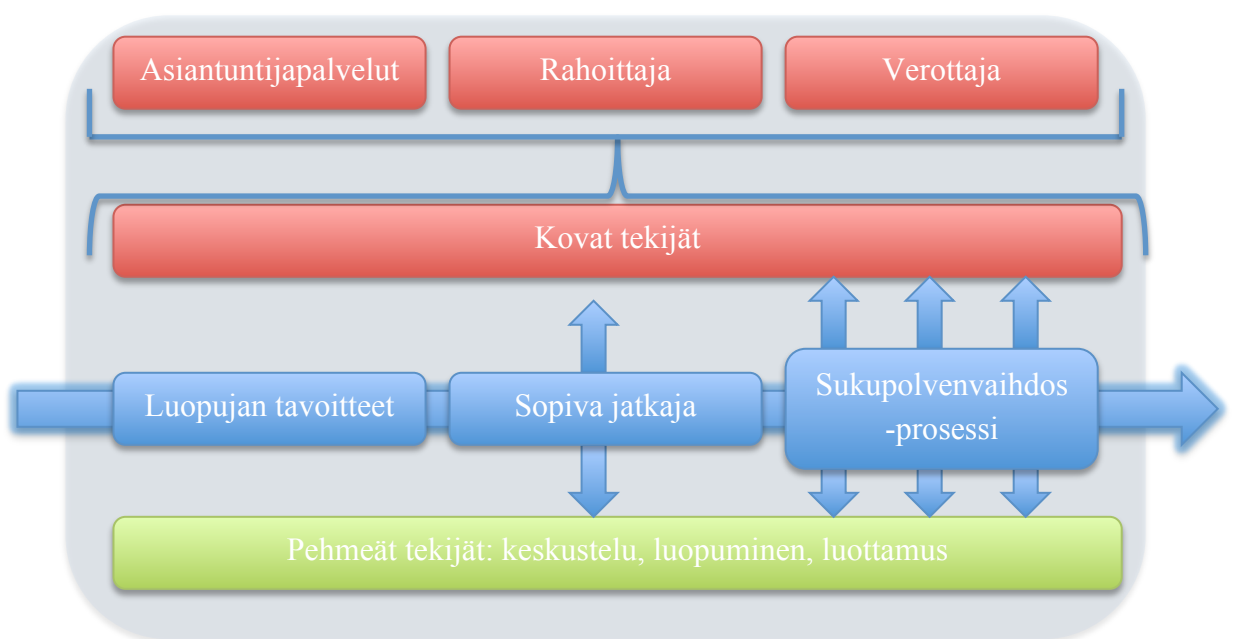 Asiantuntijapalvelut
Rahoittaja
Verottaja
Kovat tekijät
Luopujan tavoitteet
Sopiva jatkaja
Sukupolvenvaihdos
-prosessi
Pehmeät tekijät: keskustelu, luopuminen, luottamus